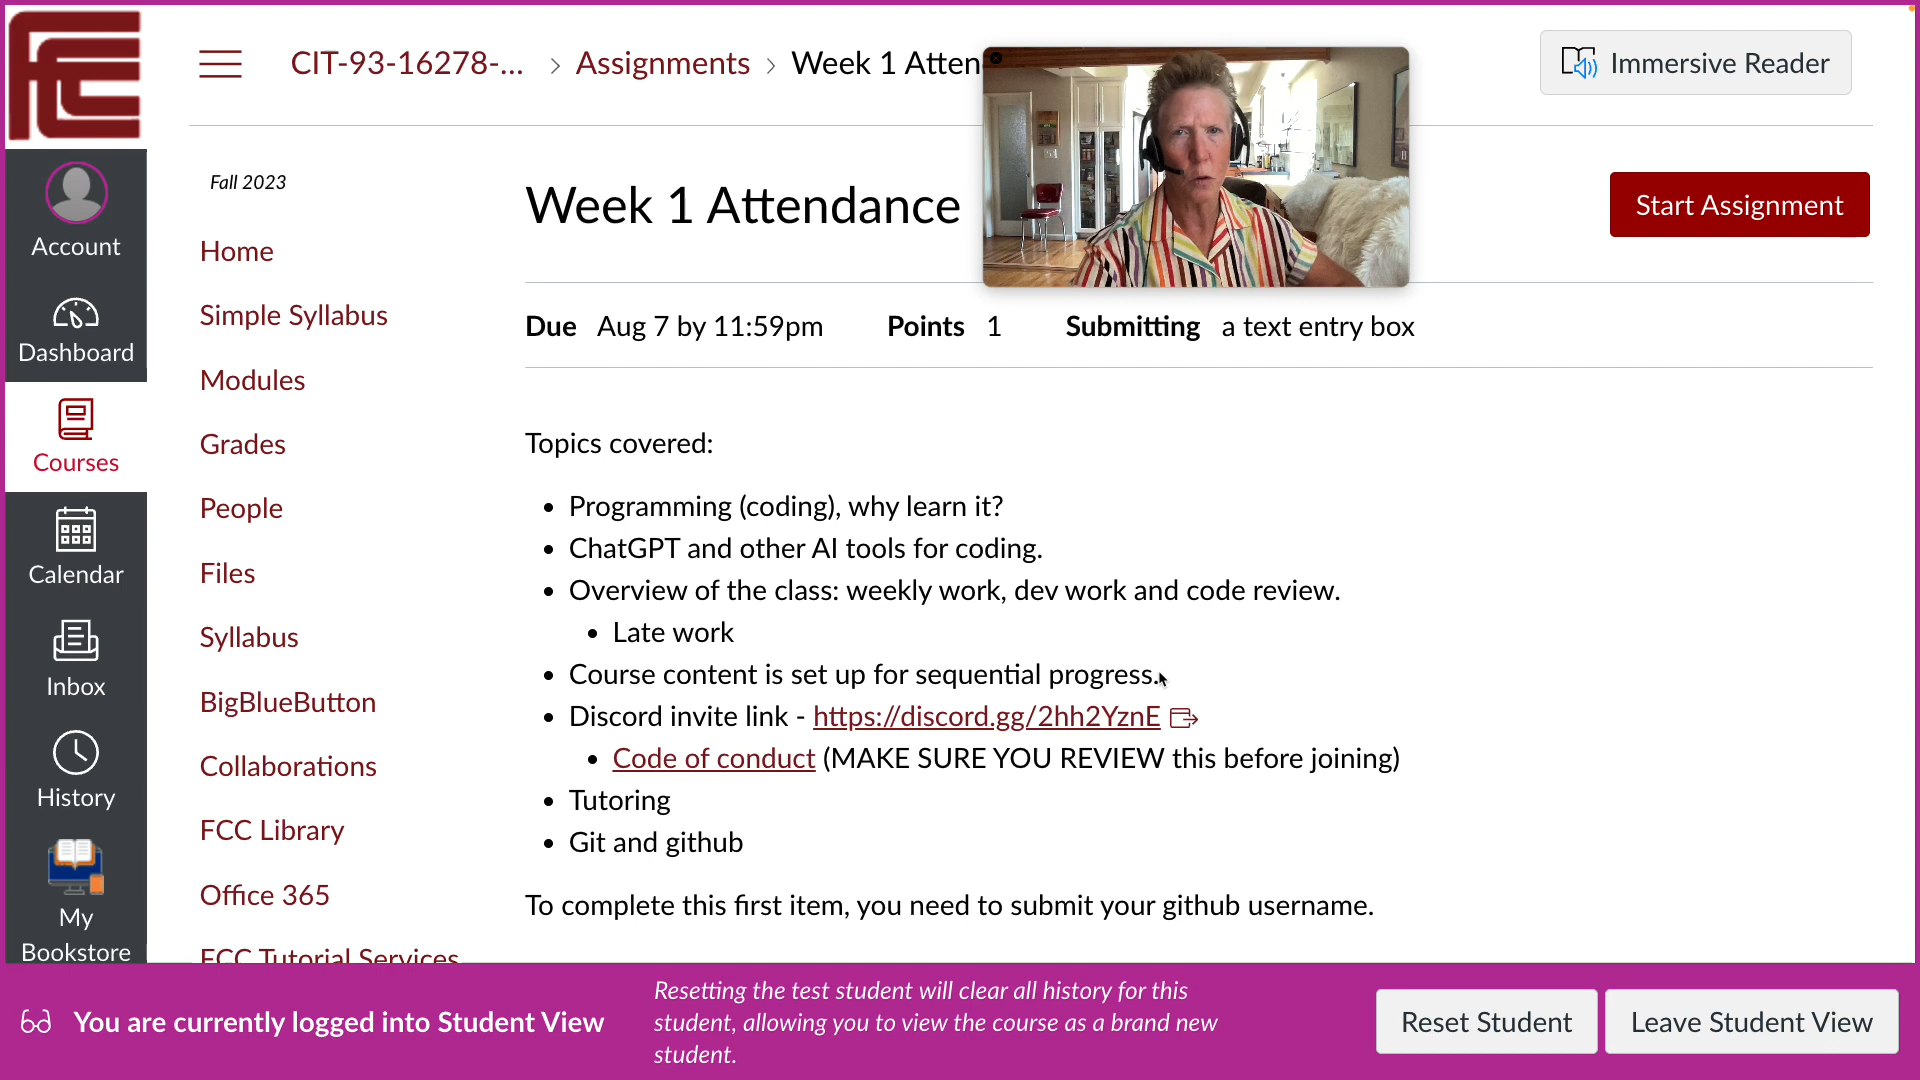 FCC
CIT-93-16278-... > Assignments > Week 1 Atten
Immersive Reader
Account
Dashboard
Courses
Calendar
Inbox
History
My
Bookstore
Fall 2023
Home
Simple Syllabus
Modules
Grades
People
Files
Syllabus
BigBlueButton
Collaborations
FCC Library
Office 365
FCC Tutorial Services
Week 1 Attendance
Start Assignment
Due Aug 7 by 11:59pm Points 1 Submitting a text entry box
Topics covered:
• Programming (coding), why learn it?
• ChatGPT and other AI tools for coding.
• Overview of the class: weekly work, dev work and code review.
• Late work
• Course content is set up for sequential progress.
• Discord invite link - https://discord.gg/2hh2YznE
• Code of conduct (MAKE SURE YOU REVIEW this before joining)
• Tutoring
• Git and github
To complete this first item, you need to submit your github username.
You are currently logged into Student View
Resetting the test student will clear all history for this
student, allowing you to view the course as a brand new
student.
Reset Student
Leave Student View